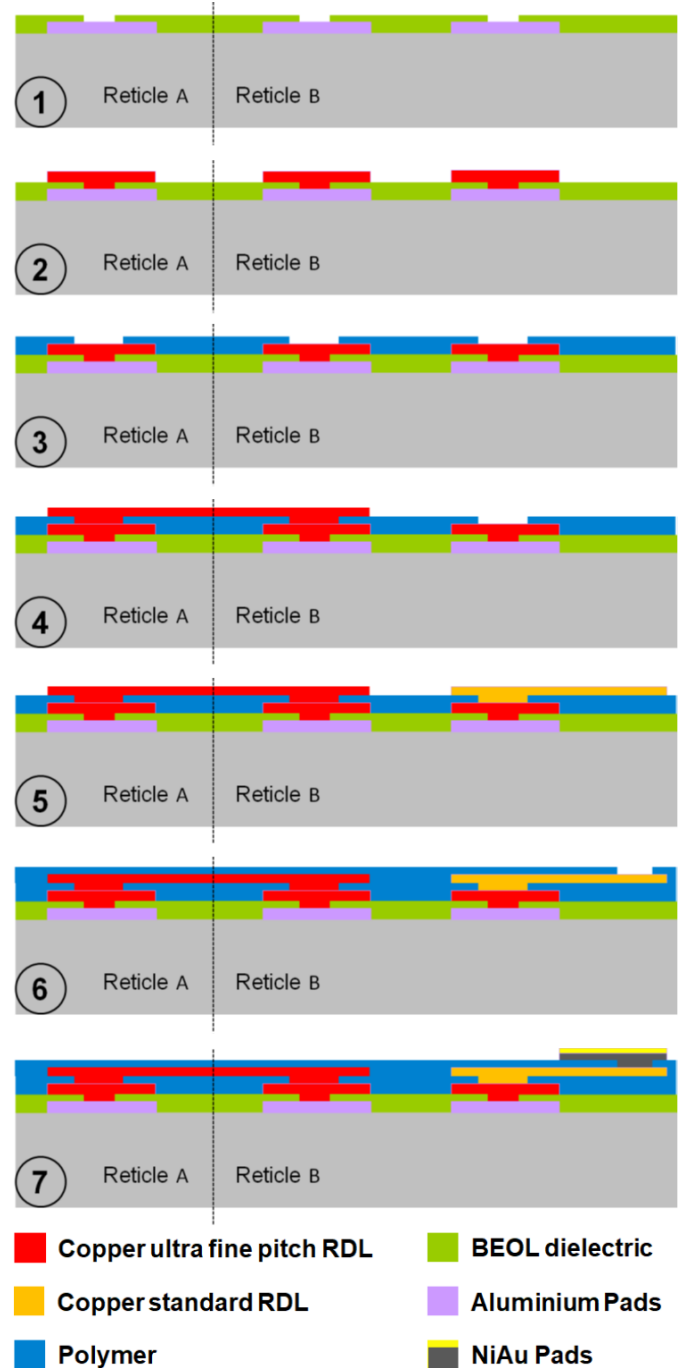 Reticle A Reticle B
1
Reticle A Reticle B
2
Reticle A Reticle B
3
Reticle A Reticle B
4
Reticle A Reticle B
5
Reticle A Reticle B
6
Reticle A Reticle B
7
Copper ultra fine pitch RDL
BEOL dielectric
Copper standard RDL
Aluminium Pads
Polymer
NiAu Pads